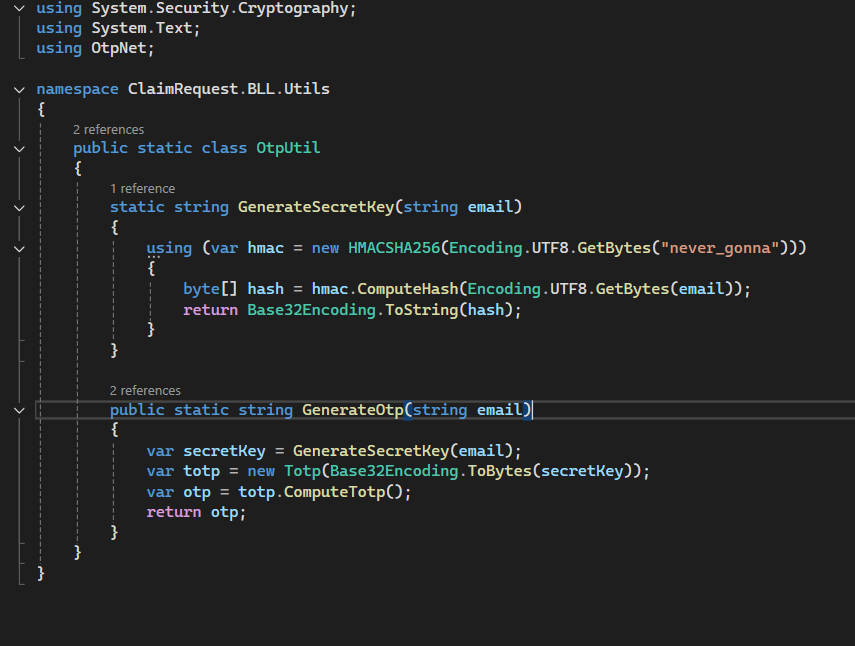 using System.Security.Cryptography;
using System.Text;
using OtpNet;
namespace ClaimRequest.BLL.Utils
{
2 references
public static class OtpUtil
{
1 reference
static string GenerateSecretKey(string email)
{
using (var hmac = new HMACSHA256(Encoding.UTF8.GetBytes("never_gonna")))
{
byte[] hash = hmac.ComputeHash(Encoding.UTF8.GetBytes(email));
return Base32Encoding.ToString(hash);
}
}
2 references
public static string GenerateOtp(string email)
{
var secretKey = GenerateSecretKey(email);
var totp = new Totp(Base32Encoding.ToBytes(secretKey));
var otp = totp.ComputeTotp();
return otp;
}
}
}